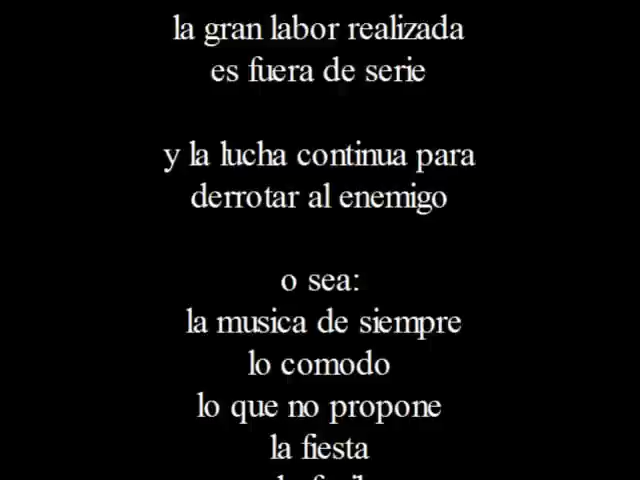 la gran labor realizada
es fuera de serie
y la lucha continua para
derrotar al enemigo
o sea:
la musica de siempre
lo comodo
lo que no propone
la fiesta